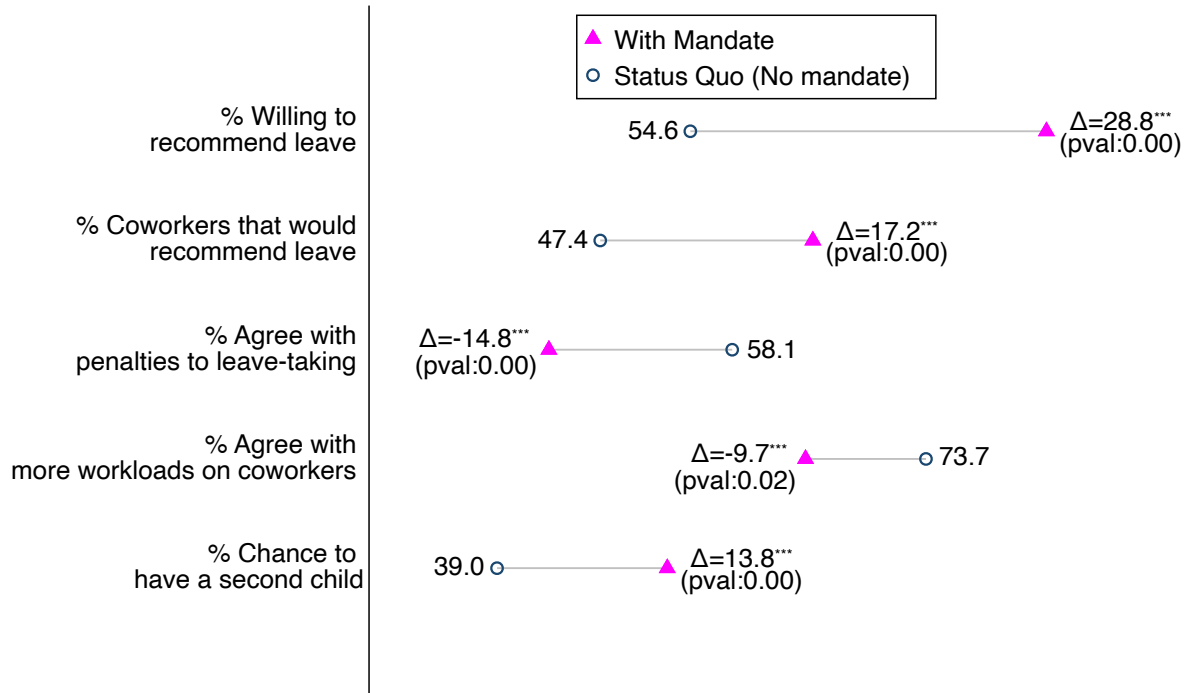 With Mandate
Status Quo (No mandate)
% Willing to
recommend leave
54.6
Δ=28.8***
(pval:0.00)
% Coworkers that would
recommend leave
47.4
Δ=17.2***
(pval:0.00)
% Agree with
penalties to leave-taking
Δ=-14.8***
(pval:0.00)
58.1
% Agree with
more workloads on coworkers
Δ=-9.7***
(pval:0.02)
73.7
% Chance to
have a second child
39.0
Δ=13.8***
(pval:0.00)